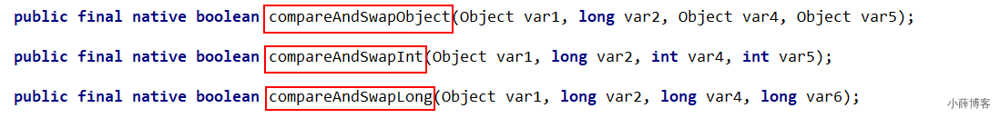 public final native boolean compareAndSwapObject(Object var1, long var2, Object var4, Object var5);
public final native boolean compareAndSwapInt(Object var1, long var2, int var4, int var5);
public final native boolean compareAndSwapLong(Object var1, long var2, long var4, long var6);
小薛博客